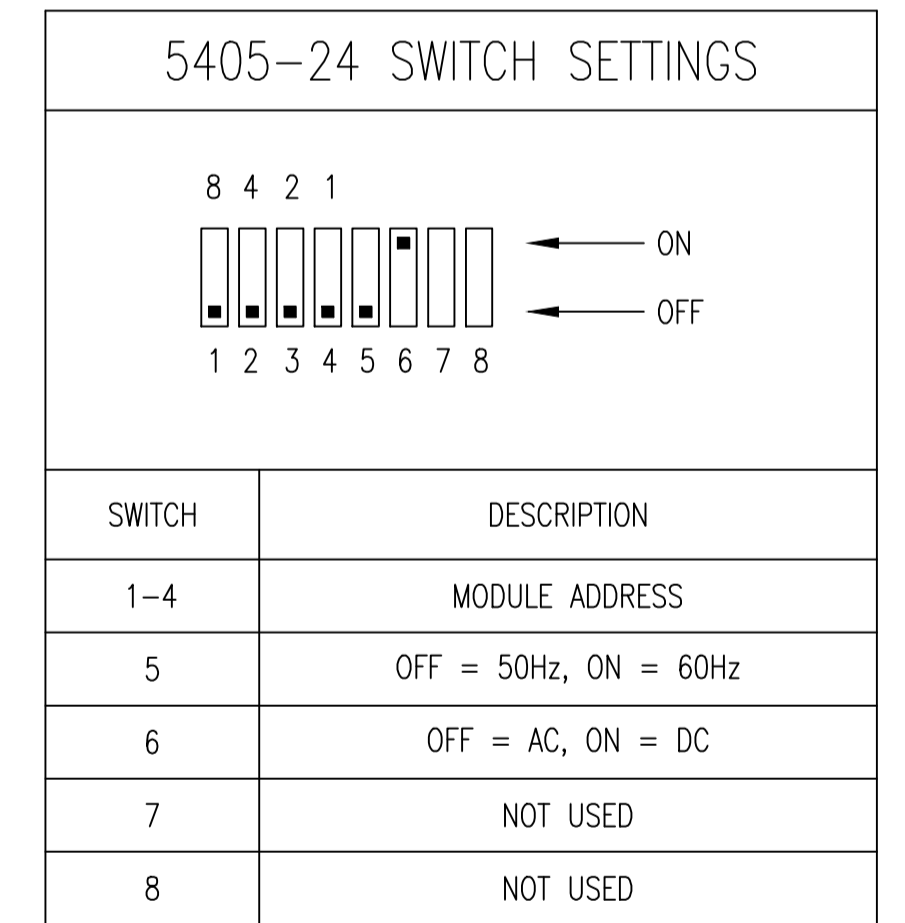 5405-24 SWITCH SETTINGS
8 4 2 1
ON
OFF
1 2 3 4 5 6 7 8
SWITCH DESCRIPTION
1-4 MODULE ADDRESS
5 OFF = 50Hz, ON = 60Hz
6 OFF = AC, ON = DC
7 NOT USED
8 NOT USED